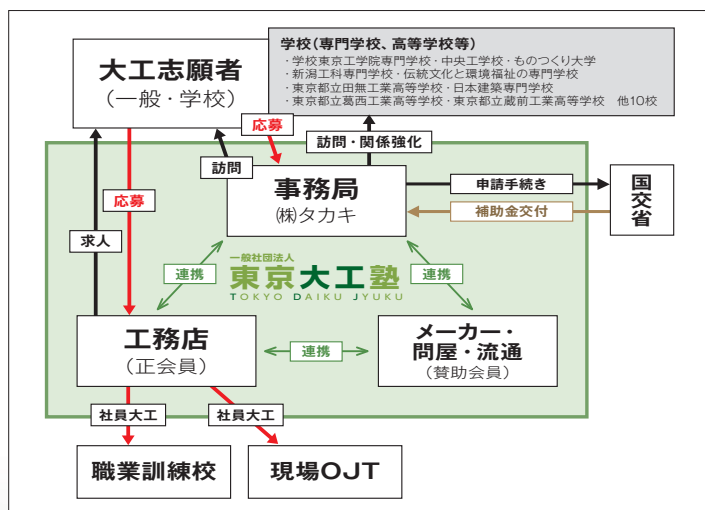 大工志願者
(一般・学校)
学校(専門学校、高等学校等)
・学校東京工学院専門学校・中央工学校・ものつくり大学
・新潟工科専門学校・伝統文化と環境福祉の専門学校
・東京都立田無工業高等学校・日本建築専門学校
・東京都立葛西工業高等学校・東京都立蔵前工業高等学校 他10校
応募
訪問
訪問・関係強化
事務局
㈱タカキ
申請手続き
補助金交付
国交省
応募
求人
連携
一般社団法人
東京大工塾
TOKYO DAIKU JYUKU
連携
工務店
(正会員)
連携
メーカー・
問屋・流通
(賛助会員)
社員大工
社員大工
職業訓練校
現場OJT